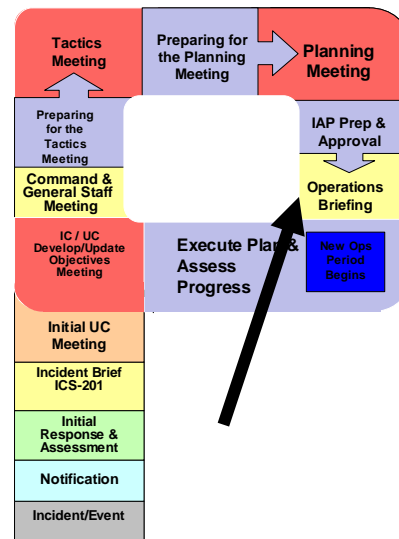 Tactics
Meeting
Preparing for
the Planning
Meeting
Planning
Meeting
Preparing
for the
Tactics
Meeting
IAP Prep &
Approval
Command &
General Staff
Meeting
Operations
Briefing
IC / UC
Develop/Update
Objectives
Meeting
Execute Plan &
Assess
Progress
New Ops
Period
Begins
Initial UC
Meeting
Incident Brief
ICS-201
Initial
Response &
Assessment
Notification
Incident/Event